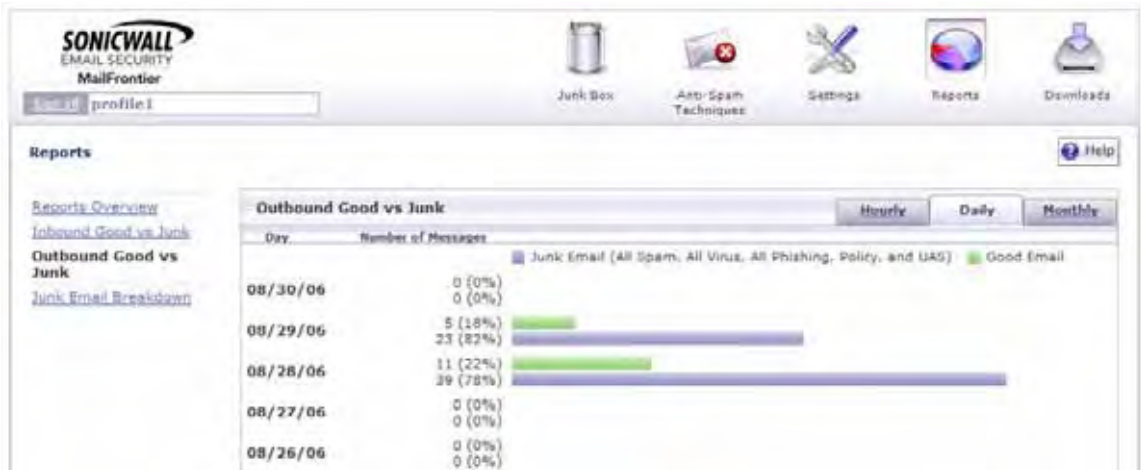 SONICWALL
EMAIL SECURITY
MailFrontier
profile1
Junk Box
Anti-Spam
Techniques
Settings
Reports
Downloads
Reports
Help
Reports Overview
Inbound Good vs Junk
Outbound Good vs
Junk
Junk Email Breakdown
Outbound Good vs Junk
Hourly
Daily
Monthly
Day
Number of Messages
Junk Email (All Spam, All Virus, All Phishing, Policy, and UAS)
Good Email
08/30/06
0 (0%)
0 (0%)
08/29/06
5 (18%)
23 (82%)
08/28/06
11 (22%)
39 (78%)
08/27/06
0 (0%)
0 (0%)
08/26/06
0 (0%)
0 (0%)